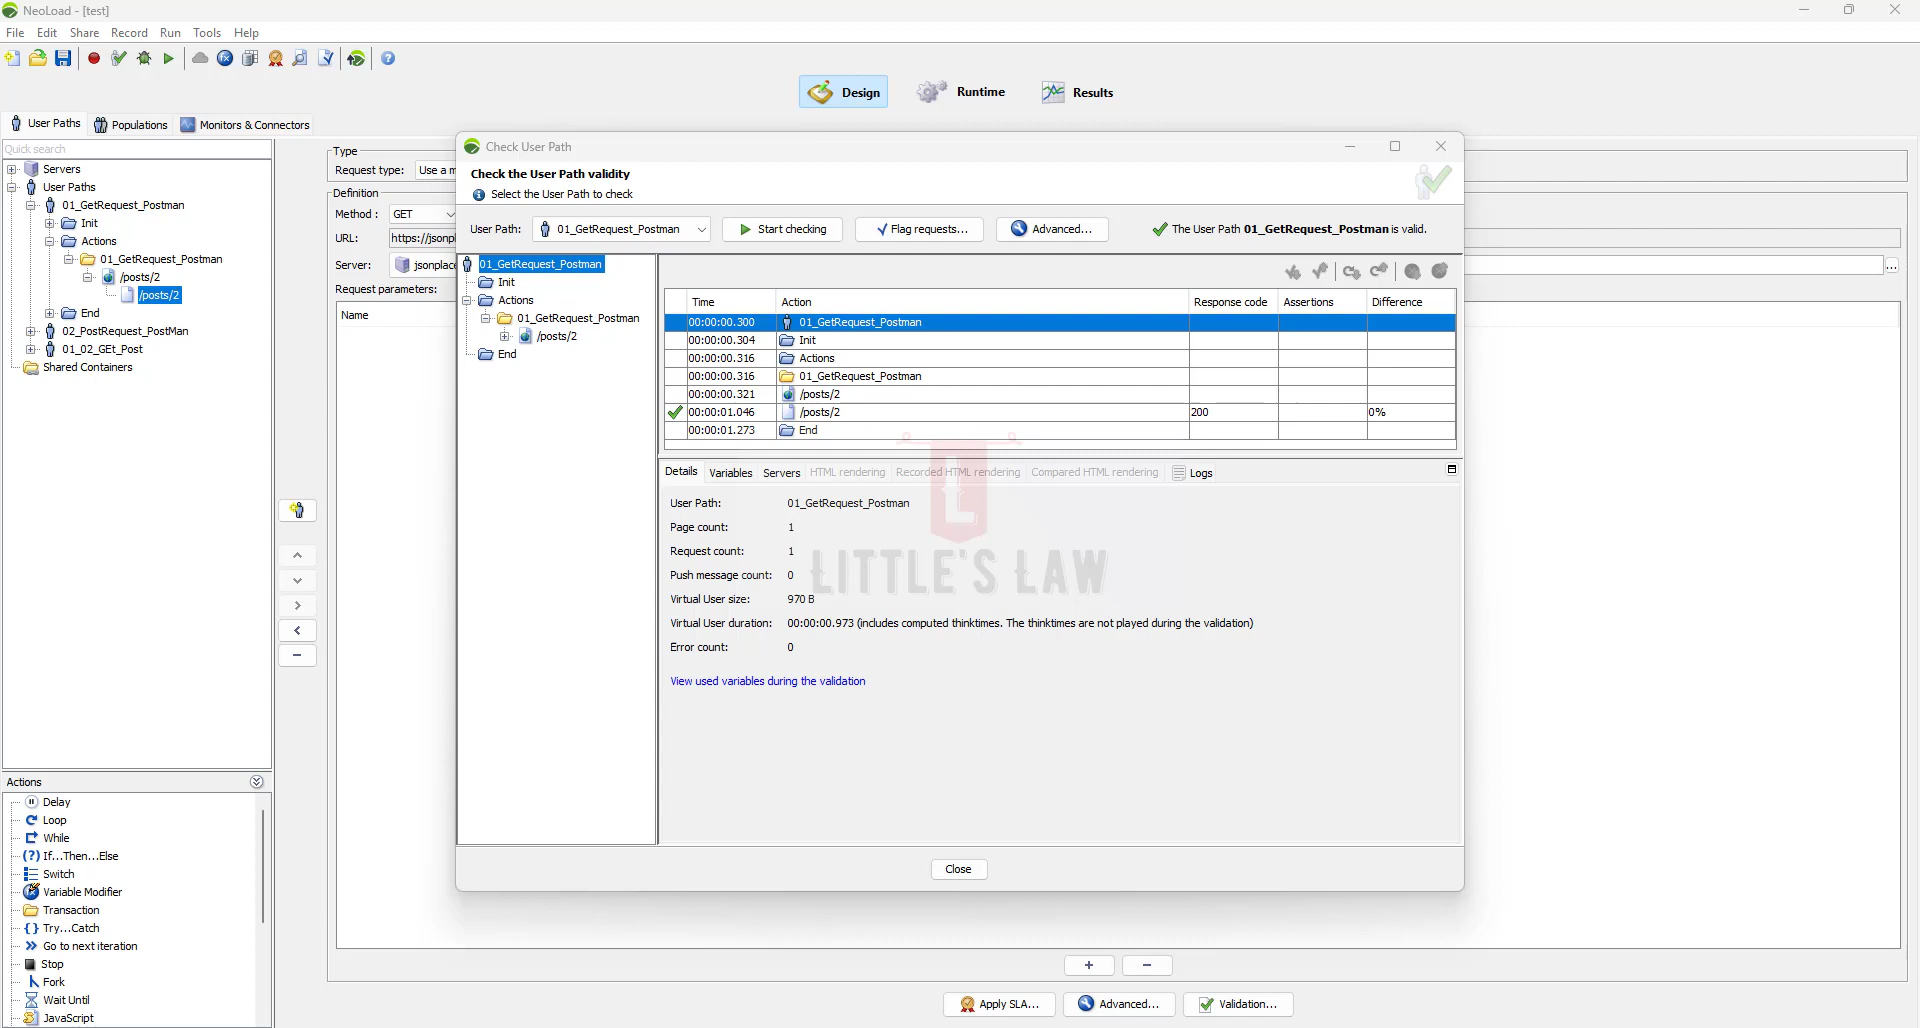 NeoLoad - [test]
File Edit Share Record Run Tools Help
Design Runtime Results
User Paths Populations Monitors & Connectors
Quick search
Servers
User Paths
01_GetRequest_Postman
Init
Actions
01_GetRequest_Postman
/posts/2
/posts/2
End
02_PostRequest_PostMan
01_02_GEt_Post
Shared Containers
Actions
Delay
Loop
While
If...Then...Else
Switch
Variable Modifier
Transaction
Try...Catch
Go to next iteration
Stop
Fork
Wait Until
JavaScript
Type
Request type: Use a m
Definition
Method : GET
URL: https://jsonpl
Server: jsonplace
Request parameters:
Name
Check User Path
Check the User Path validity
Select the User Path to check
User Path: 01_GetRequest_Postman Start checking Flag requests... Advanced... The User Path 01_GetRequest_Postman is valid.
01_GetRequest_Postman
Init
Actions
01_GetRequest_Postman
/posts/2
End
Time Action Response code Assertions Difference
00:00:00.300 01_GetRequest_Postman
00:00:00.304 Init
00:00:00.316 Actions
00:00:00.316 01_GetRequest_Postman
00:00:00.321 /posts/2
00:00:01.046 /posts/2 200 0%
00:00:01.273 End
Details Variables Servers HTML rendering Recorded HTML rendering Compared HTML rendering Logs
User Path: 01_GetRequest_Postman
Page count: 1
Request count: 1
Push message count: 0
Virtual User size: 970 B
Virtual User duration: 00:00:00.973 (includes computed thinktimes. The thinktimes are not played during the validation)
Error count: 0
View used variables during the validation
L
LITTLE'S LAW
Close
+ −
Apply SLA... Advanced... Validation...